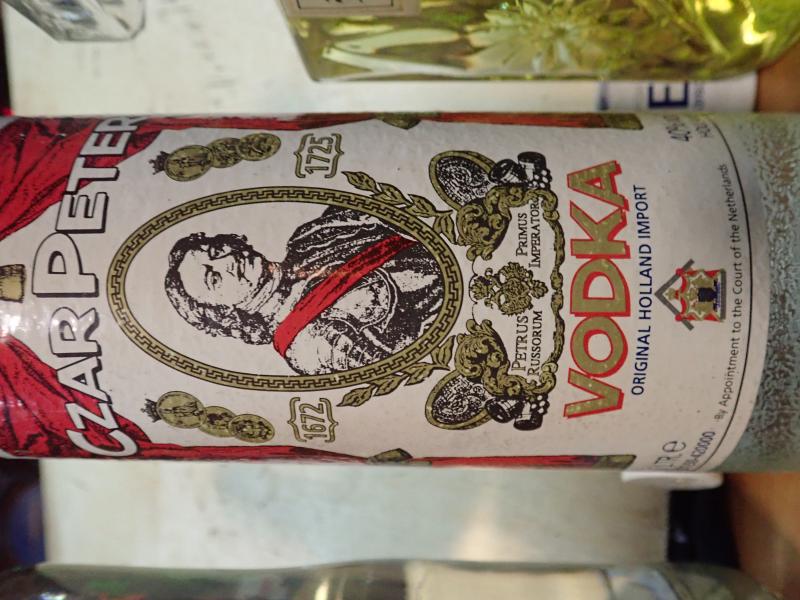 CZAR PETER
1672
1725
PETRUS PRIMUS
RUSSORUM IMPERATOR
VODKA
ORIGINAL HOLLAND IMPORT
By Appointment to the Court of the Netherlands
E